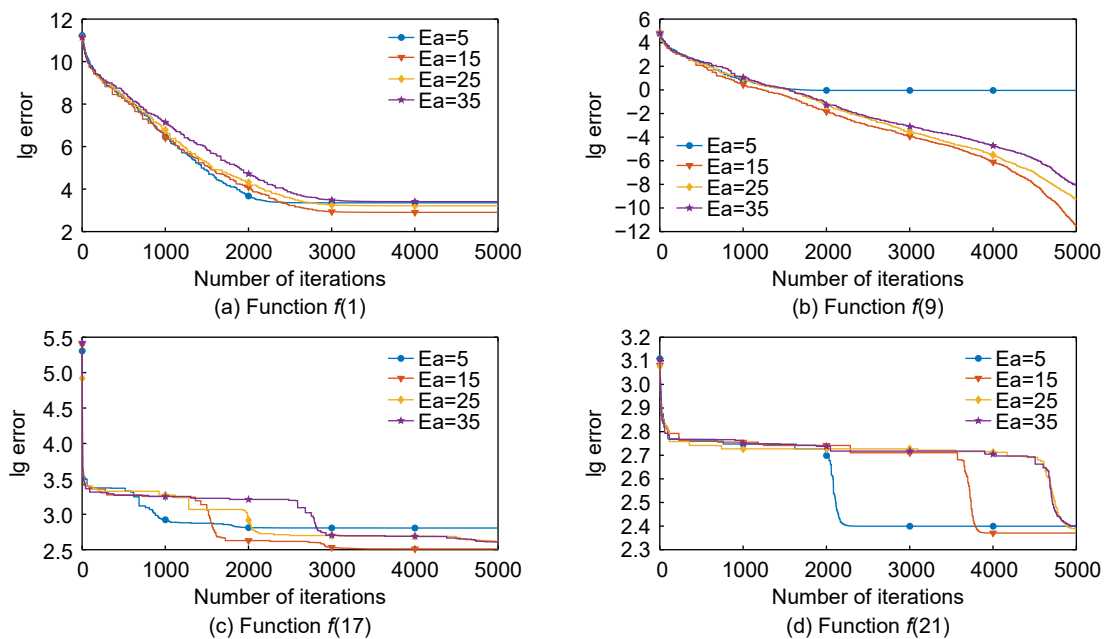 12
10
8
6
4
2
lg error
0 1000 2000 3000 4000 5000
Number of iterations
Ea=5
Ea=15
Ea=25
Ea=35
(a) Function f(1)
6
4
2
0
−2
−4
−6
−8
−10
−12
lg error
0 1000 2000 3000 4000 5000
Number of iterations
Ea=5
Ea=15
Ea=25
Ea=35
(b) Function f(9)
5.5
5.0
4.5
4.0
3.5
3.0
2.5
lg error
0 1000 2000 3000 4000 5000
Number of iterations
Ea=5
Ea=15
Ea=25
Ea=35
(c) Function f(17)
3.2
3.1
3.0
2.9
2.8
2.7
2.6
2.5
2.4
2.3
lg error
0 1000 2000 3000 4000 5000
Number of iterations
Ea=5
Ea=15
Ea=25
Ea=35
(d) Function f(21)